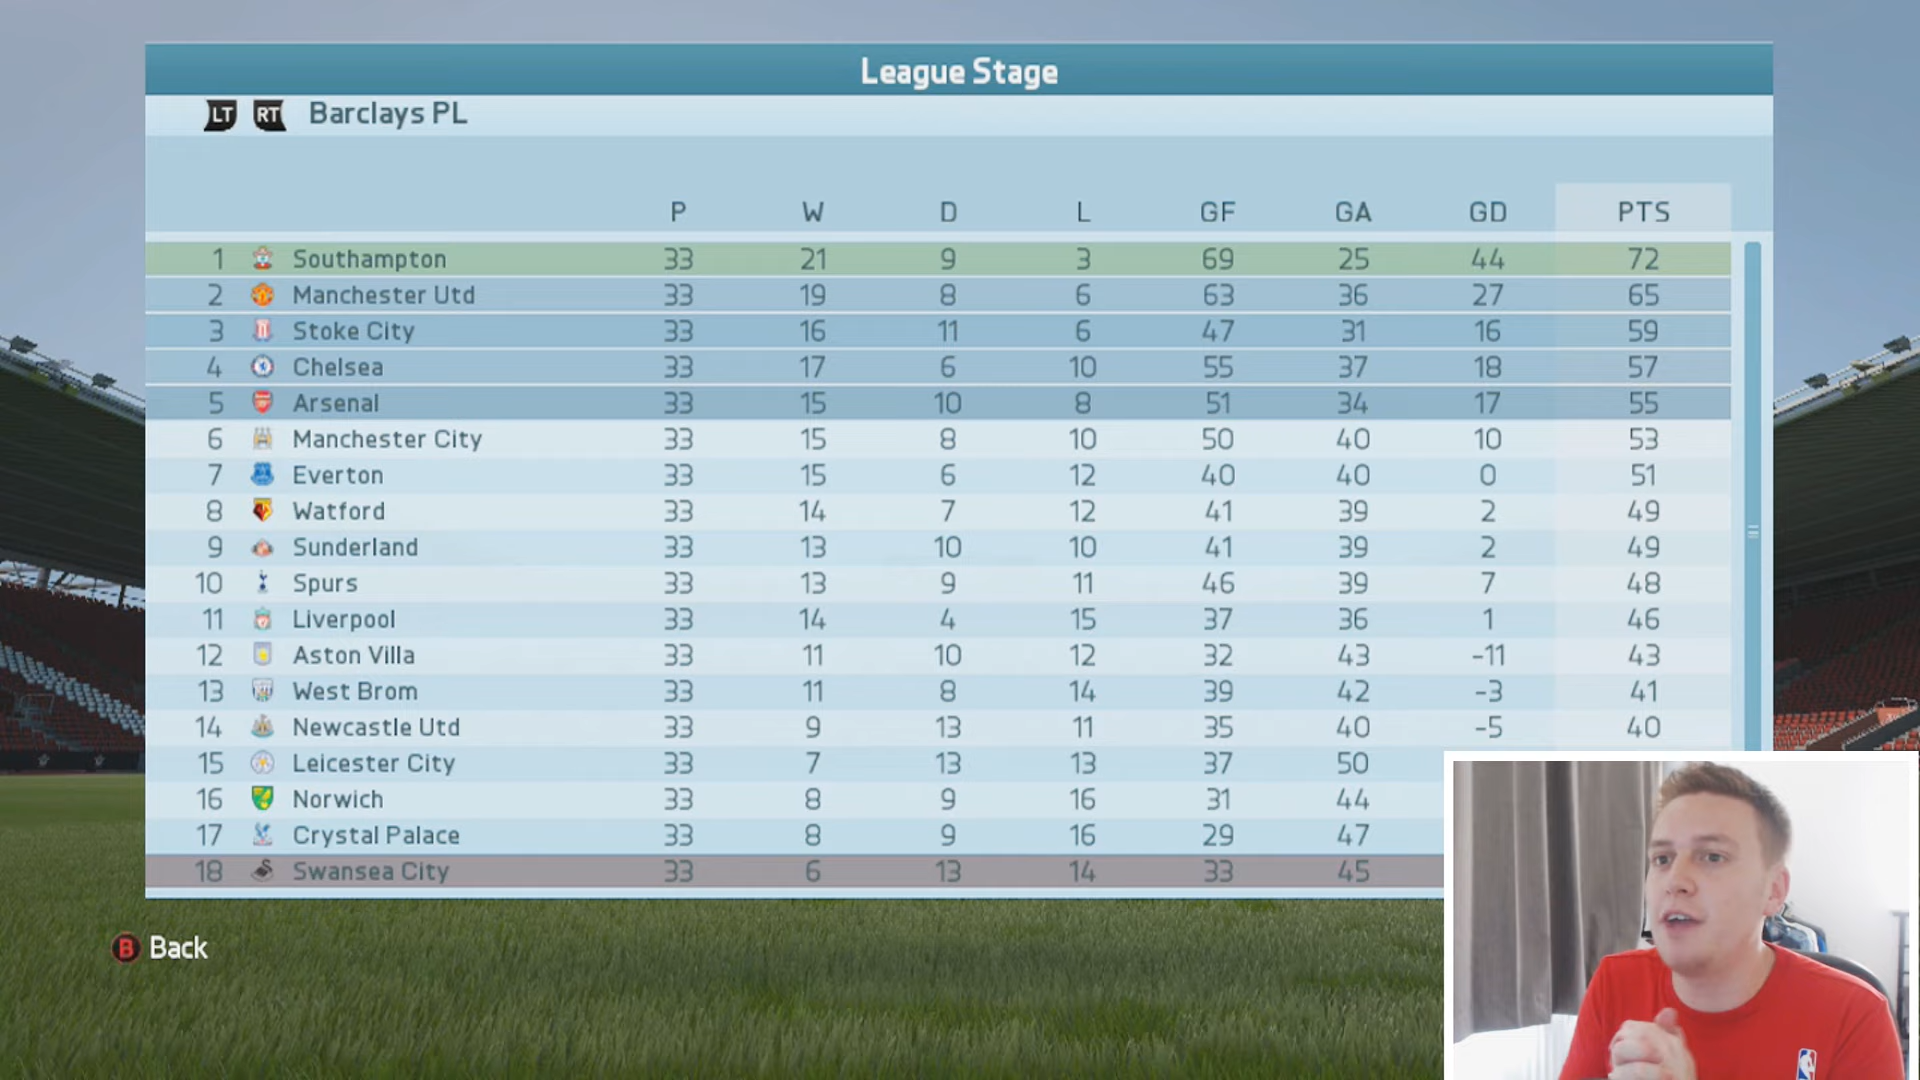 League Stage
LT RT Barclays PL
P W D L GF GA GD PTS
1 Southampton 33 21 9 3 69 25 44 72
2 Manchester Utd 33 19 8 6 63 36 27 65
3 Stoke City 33 16 11 6 47 31 16 59
4 Chelsea 33 17 6 10 55 37 18 57
5 Arsenal 33 15 10 8 51 34 17 55
6 Manchester City 33 15 8 10 50 40 10 53
7 Everton 33 15 6 12 40 40 0 51
8 Watford 33 14 7 12 41 39 2 49
9 Sunderland 33 13 10 10 41 39 2 49
10 Spurs 33 13 9 11 46 39 7 48
11 Liverpool 33 14 4 15 37 36 1 46
12 Aston Villa 33 11 10 12 32 43 -11 43
13 West Brom 33 11 8 14 39 42 -3 41
14 Newcastle Utd 33 9 13 11 35 40 -5 40
15 Leicester City 33 7 13 13 37 50
16 Norwich 33 8 9 16 31 44
17 Crystal Palace 33 8 9 16 29 47
18 Swansea City 33 6 13 14 33 45
B Back